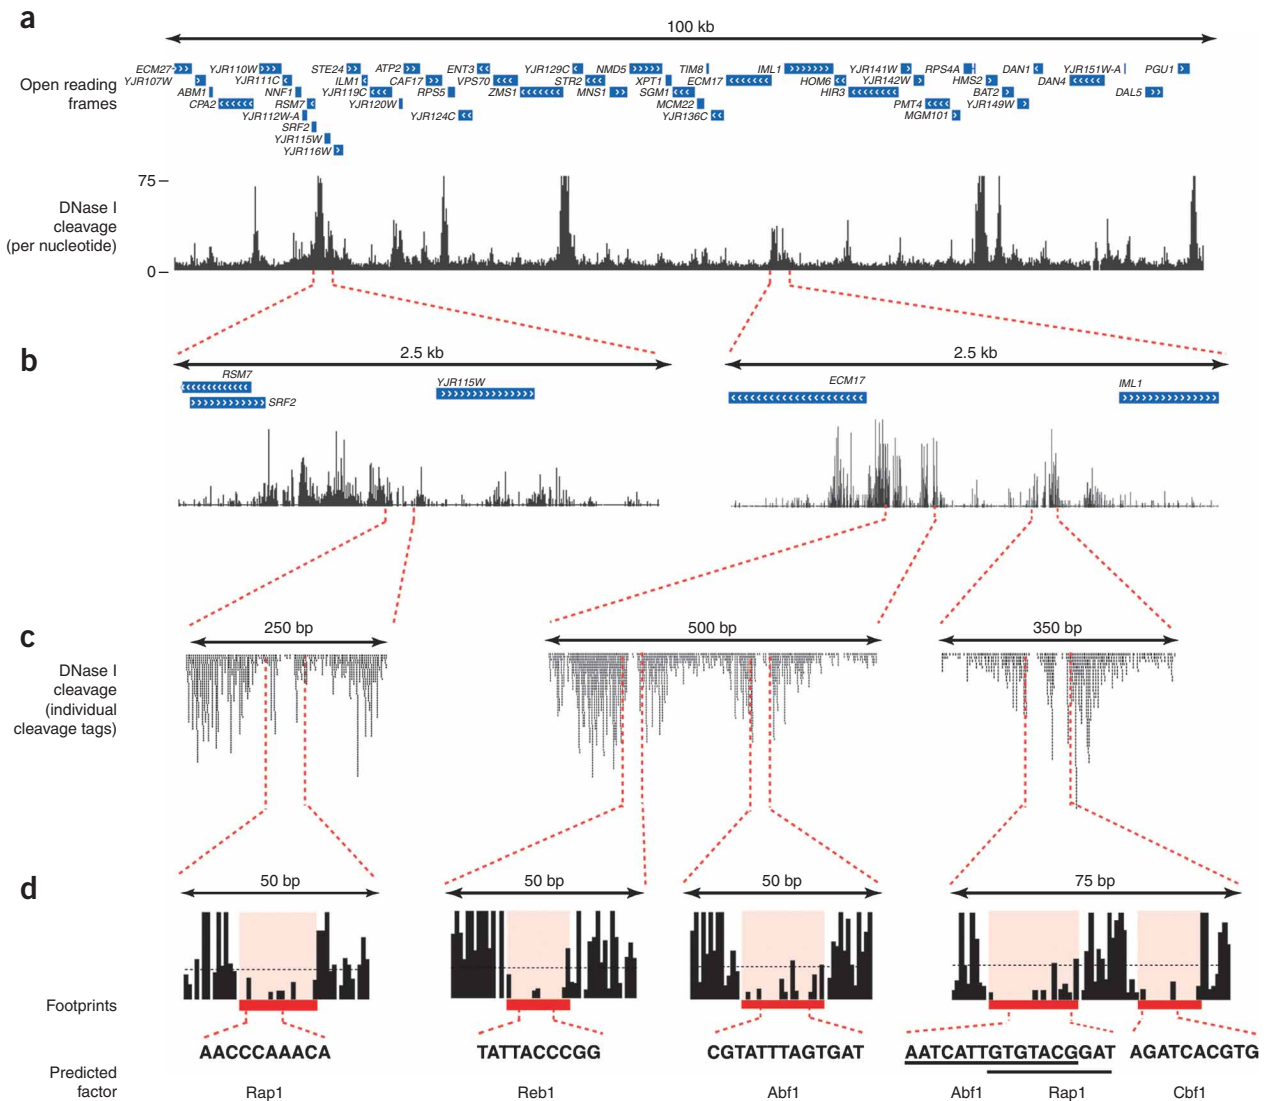 a
100 kb
Open reading frames
ECM27
YJR110W
STE24
ATP2
ENT3
YJR129C
NMD5
TIM8
IML1
YJR141W
RPS4A
DAN1
YJR151W-A
PGU1
YJR107W
YJR111C
ILM1
CAF17
VPS70
STR2
XPT1
ECM17
HOM6
YJR142W
HMS2
DAN4
ABM1
NNF1
YJR119C
RPS5
ZMS1
MNS1
SGM1
HIR3
BAT2
DAL5
CPA2
RSM7
YJR120W
MCM22
PMT4
YJR149W
YJR112W-A
YJR124C
YJR136C
MGM101
SRF2
YJR115W
YJR116W
75
DNase I
cleavage
(per nucleotide)
0
b
2.5 kb
2.5 kb
RSM7
SRF2
YJR115W
ECM17
IML1
c
250 bp
500 bp
350 bp
DNase I
cleavage
(individual
cleavage tags)
d
50 bp
50 bp
50 bp
75 bp
Footprints
AACCCAAACA
TATTACCCGG
CGTATTTAGTGAT
AATCATTGTGTACGGAT
AGATCACGTG
Predicted
factor
Rap1
Reb1
Abf1
Abf1
Rap1
Cbf1